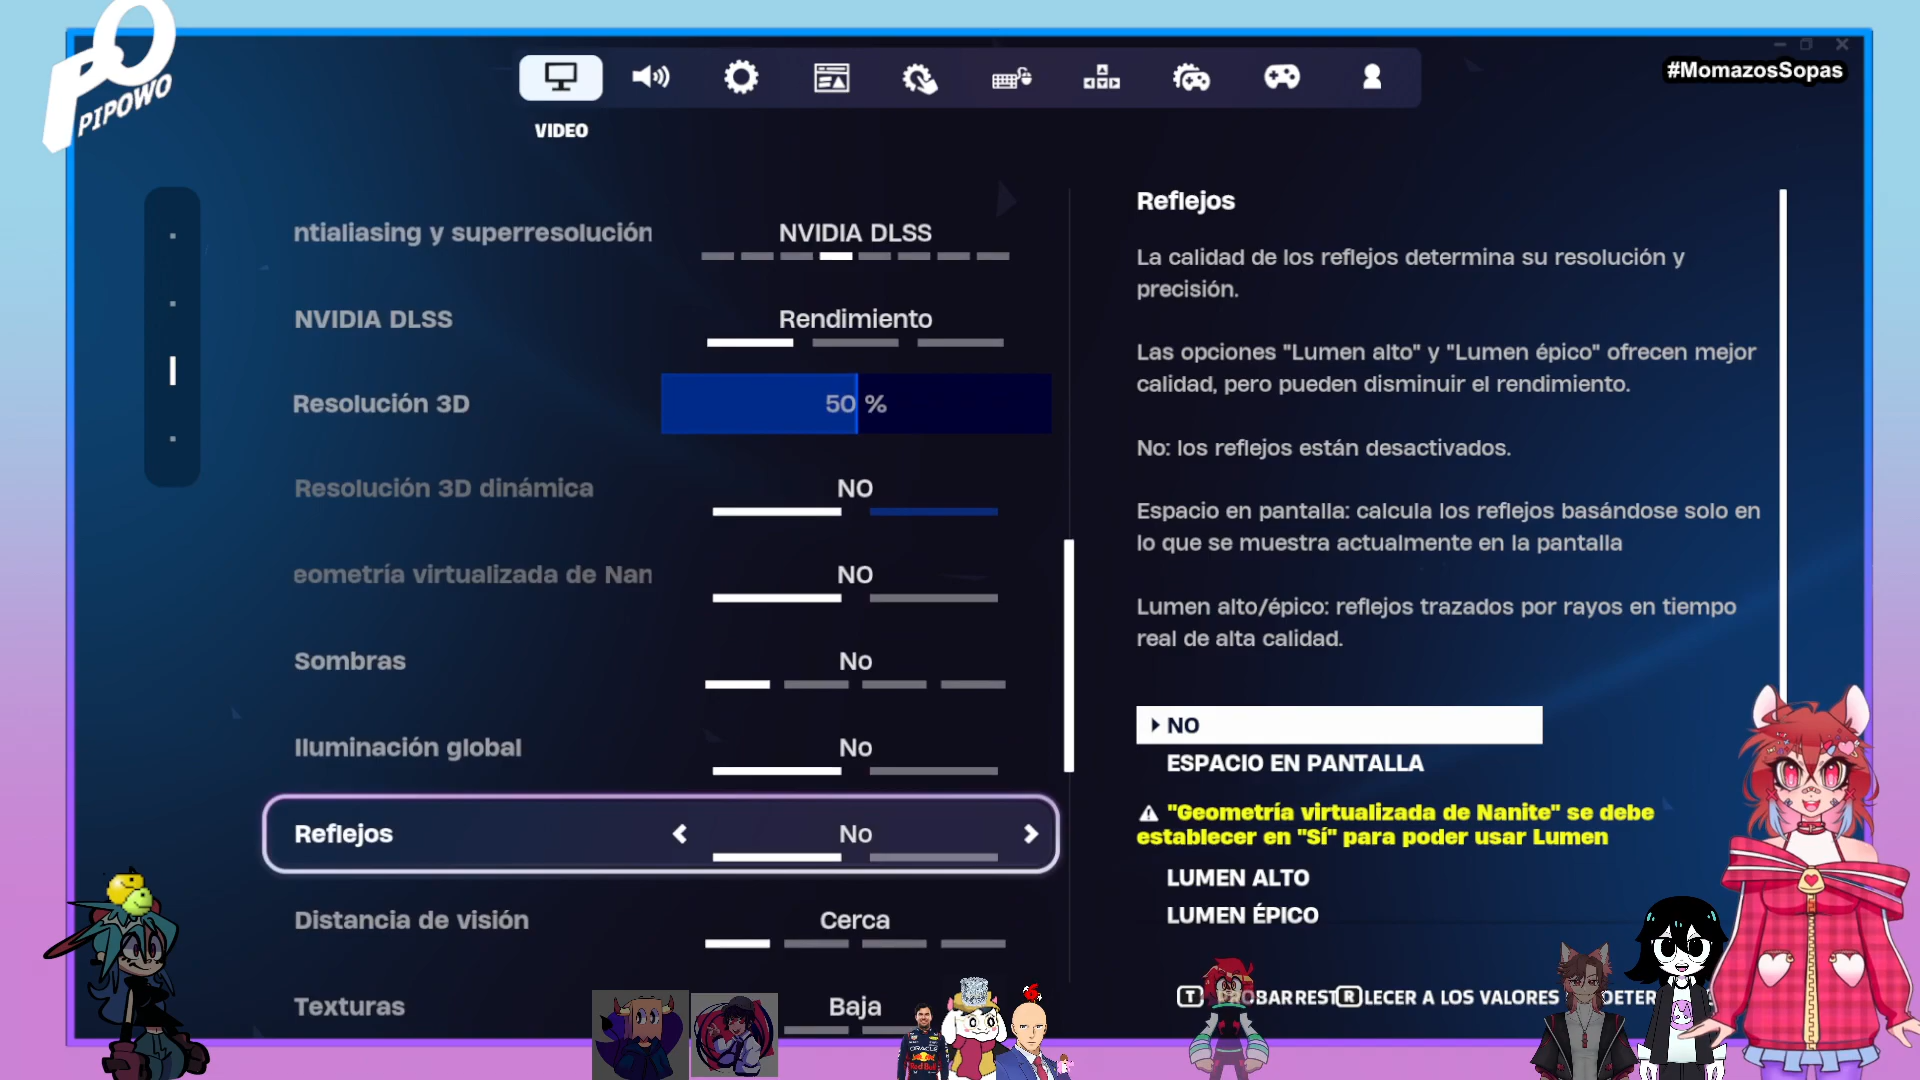 PIPOWO
#MomazosSopas
VIDEO
ntialiasing y superresolución
NVIDIA DLSS
NVIDIA DLSS
Rendimiento
Resolución 3D
50 %
Resolución 3D dinámica
NO
eometría virtualizada de Nan
NO
Sombras
No
Iluminación global
No
Reflejos
No
Distancia de visión
Cerca
Texturas
Baja
Reflejos
La calidad de los reflejos determina su resolución y
precisión.
Las opciones "Lumen alto" y "Lumen épico" ofrecen mejor
calidad, pero pueden disminuir el rendimiento.
No: los reflejos están desactivados.
Espacio en pantalla: calcula los reflejos basándose solo en
lo que se muestra actualmente en la pantalla
Lumen alto/épico: reflejos trazados por rayos en tiempo
real de alta calidad.
NO
ESPACIO EN PANTALLA
"Geometría virtualizada de Nanite" se debe
establecer en "Sí" para poder usar Lumen
LUMEN ALTO
LUMEN ÉPICO
T OBAR REST R LECER A LOS VALORES DETER
ORACLE
Red Bull